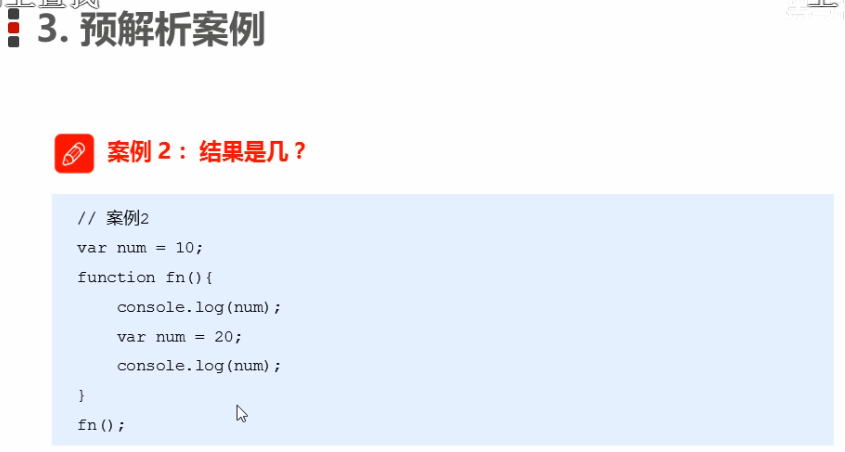 3. 预解析案例
案例 2： 结果是几？
// 案例2
var num = 10;
function fn(){
console.log(num);
var num = 20;
console.log(num);
}
fn();